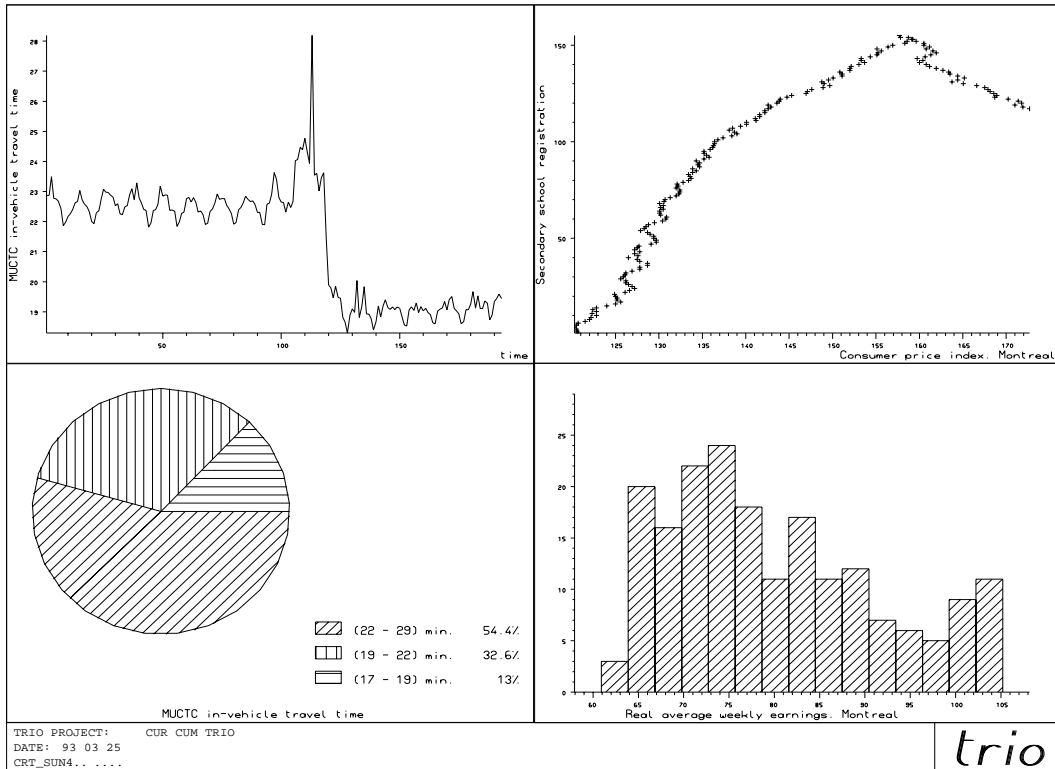 28
27
26
25
24
23
22
21
20
19
MUCTC in-vehicle travel time
50
100
150
time
150
100
50
Secondary school registration
125 130 135 140 145 150 155 160 165 170
Consumer price index. Montreal
(22 - 29) min. 54.4%
(19 - 22) min. 32.6%
(17 - 19) min. 13%
MUCTC in-vehicle travel time
25
20
15
10
5
0
60 65 70 75 80 85 90 95 100 105
Real average weekly earnings. Montreal
TRIO PROJECT: CUR CUM TRIO
DATE: 93 03 25
CRT_SUN4.. ....
trio